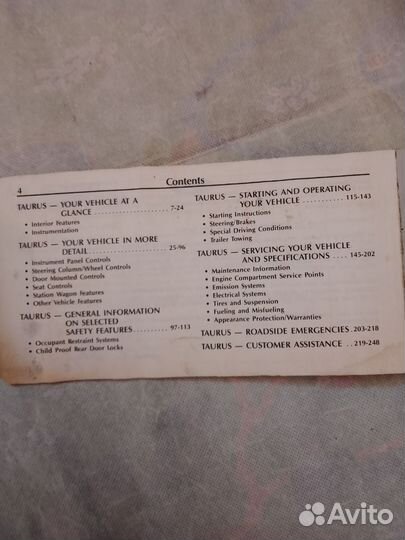 4
Contents
TAURUS — YOUR VEHICLE AT A
GLANCE .................... 7-24
• Interior Features
• Instrumentation
TAURUS — YOUR VEHICLE IN MORE
DETAIL .................... 25-96
• Instrument Panel Controls
• Steering Column/Wheel Controls
• Door Mounted Controls
• Seat Controls
• Station Wagon Features
• Other Vehicle Features
TAURUS — GENERAL INFORMATION
ON SELECTED
SAFETY FEATURES .......... 97-113
• Occupant Restraint Systems
• Child Proof Rear Door Locks
TAURUS — STARTING AND OPERATING
YOUR VEHICLE ........... 115-143
• Starting Instructions
• Steering/Brakes
• Special Driving Conditions
• Trailer Towing
TAURUS — SERVICING YOUR VEHICLE
AND SPECIFICATIONS .... 145-202
• Maintenance Information
• Engine Compartment Service Points
• Emission Systems
• Electrical Systems
• Tires and Suspension
• Fueling and Misfueling
• Appearance Protection/Warranties
TAURUS — ROADSIDE EMERGENCIES 203-218
TAURUS — CUSTOMER ASSISTANCE .. 219-248
Avito